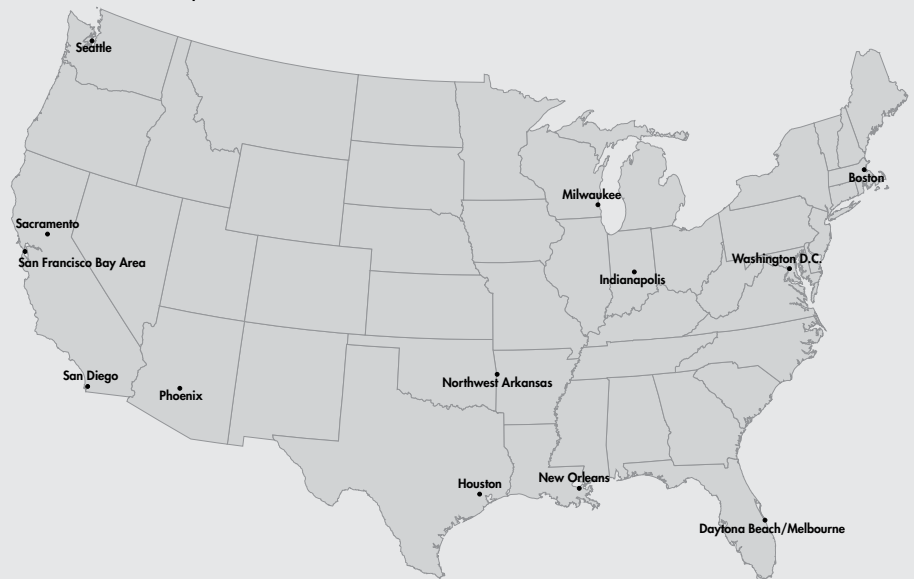 Seattle
Boston
Milwaukee
Sacramento
San Francisco Bay Area
Washington D.C.
Indianapolis
San Diego
Northwest Arkansas
Phoenix
New Orleans
Houston
Daytona Beach/Melbourne